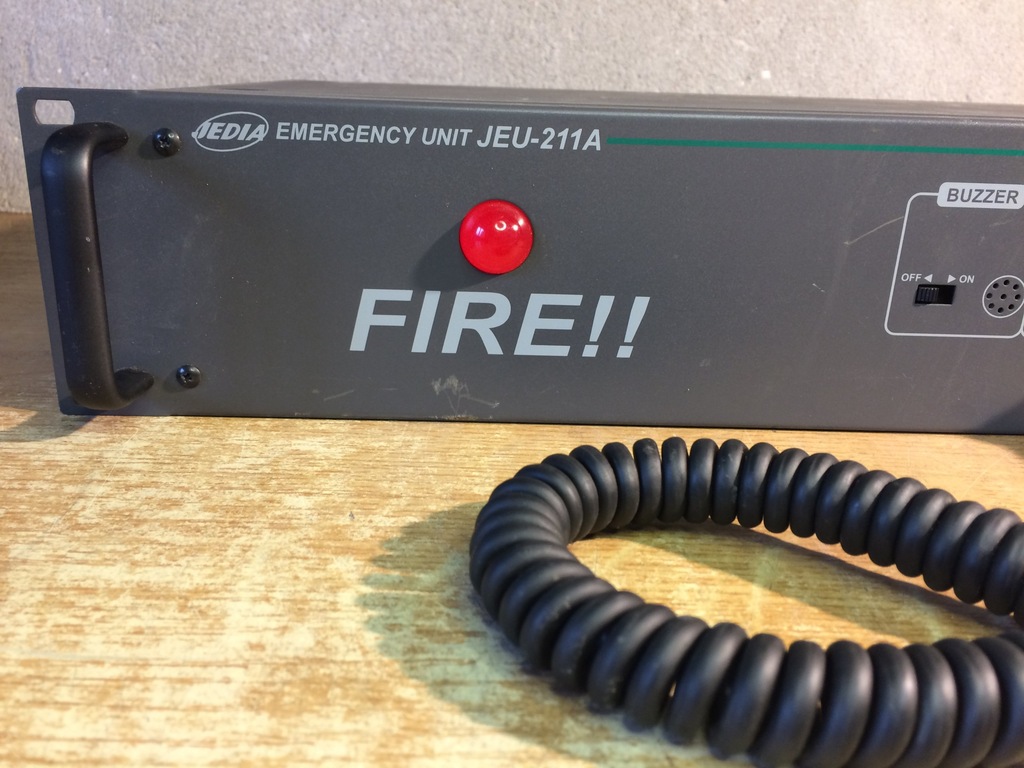 JEDIA EMERGENCY UNIT JEU-211A
BUZZER
OFF ◀ ▶ ON
FIRE!!